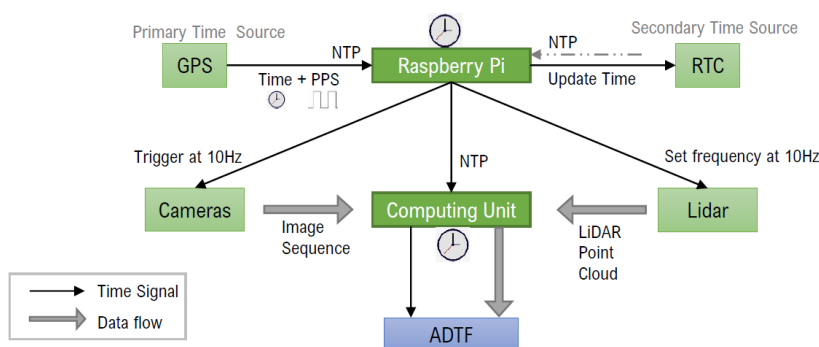 Primary Time Source
Secondary Time Source
NTP
NTP
GPS
Raspberry Pi
RTC
Time + PPS
Update Time
Trigger at 10Hz
NTP
Set frequency at 10Hz
Cameras
Computing Unit
Lidar
Image
Sequence
LiDAR
Point
Cloud
Time Signal
Data flow
ADTF